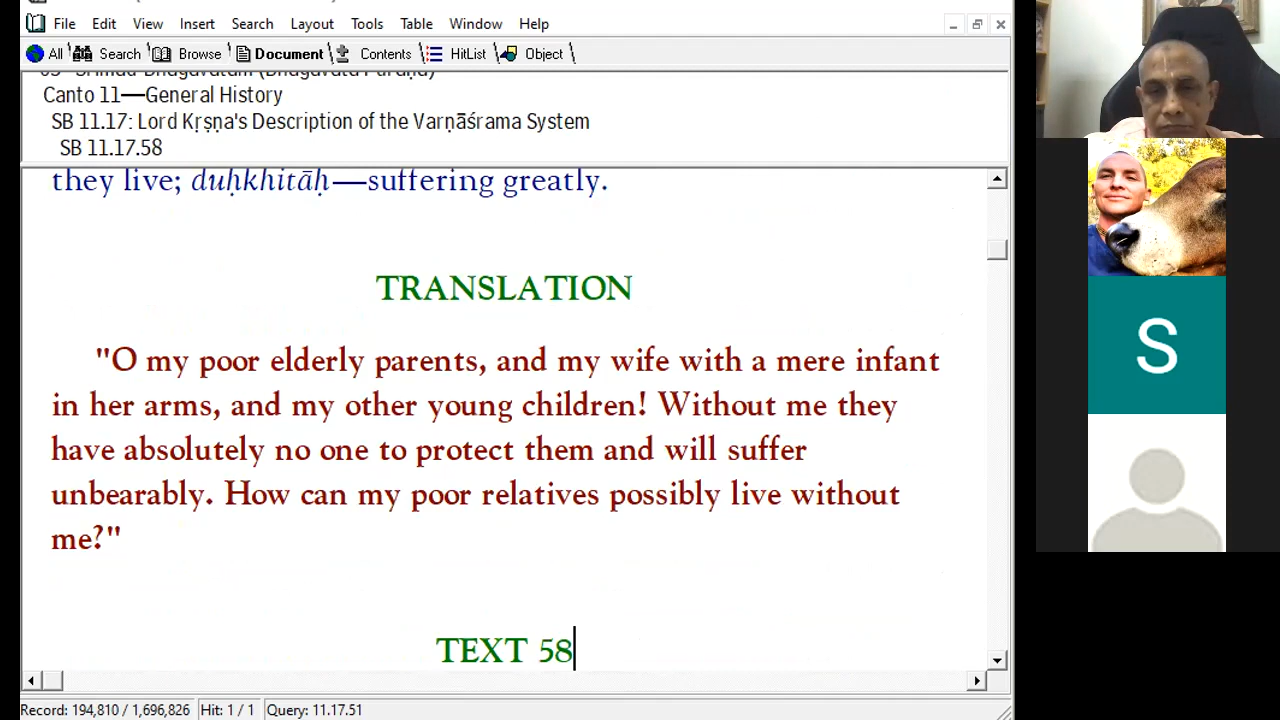 File Edit View Insert Search Layout Tools Table Window Help
All Search Browse Document Contents HitList Object
Canto 11—General History
SB 11.17: Lord Kṛṣṇa's Description of the Varṇāśrama System
SB 11.17.58
they live; duḥkhitāḥ—suffering greatly.
TRANSLATION
"O my poor elderly parents, and my wife with a mere infant
in her arms, and my other young children! Without me they
have absolutely no one to protect them and will suffer
unbearably. How can my poor relatives possibly live without
me?"
TEXT 58
Record: 194,810 / 1,696,826 Hit: 1 / 1 Query: 11.17.51
S